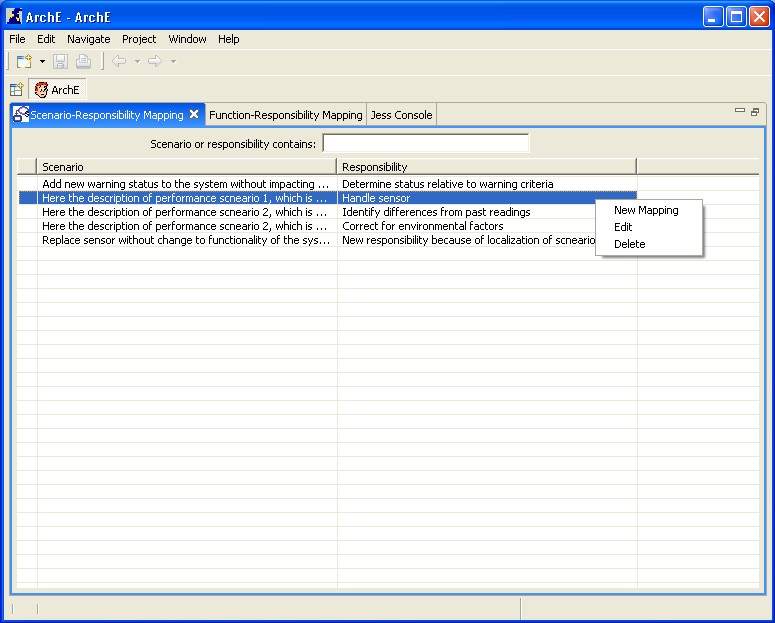 ArchE - ArchE
File Edit Navigate Project Window Help
ArchE
Scenario-Responsibility Mapping Function-Responsibility Mapping Jess Console
Scenario or responsibility contains:
Scenario Responsibility
Add new warning status to the system without impacting ... Determine status relative to warning criteria
Here the description of performance scneario 1, which is ... Handle sensor
Here the description of performance scneario 2, which is ... Identify differences from past readings
Here the description of performance scneario 2, which is ... Correct for environmental factors
Replace sensor without change to functionality of the sys... New responsibility because of localization of scneario
New Mapping
Edit
Delete